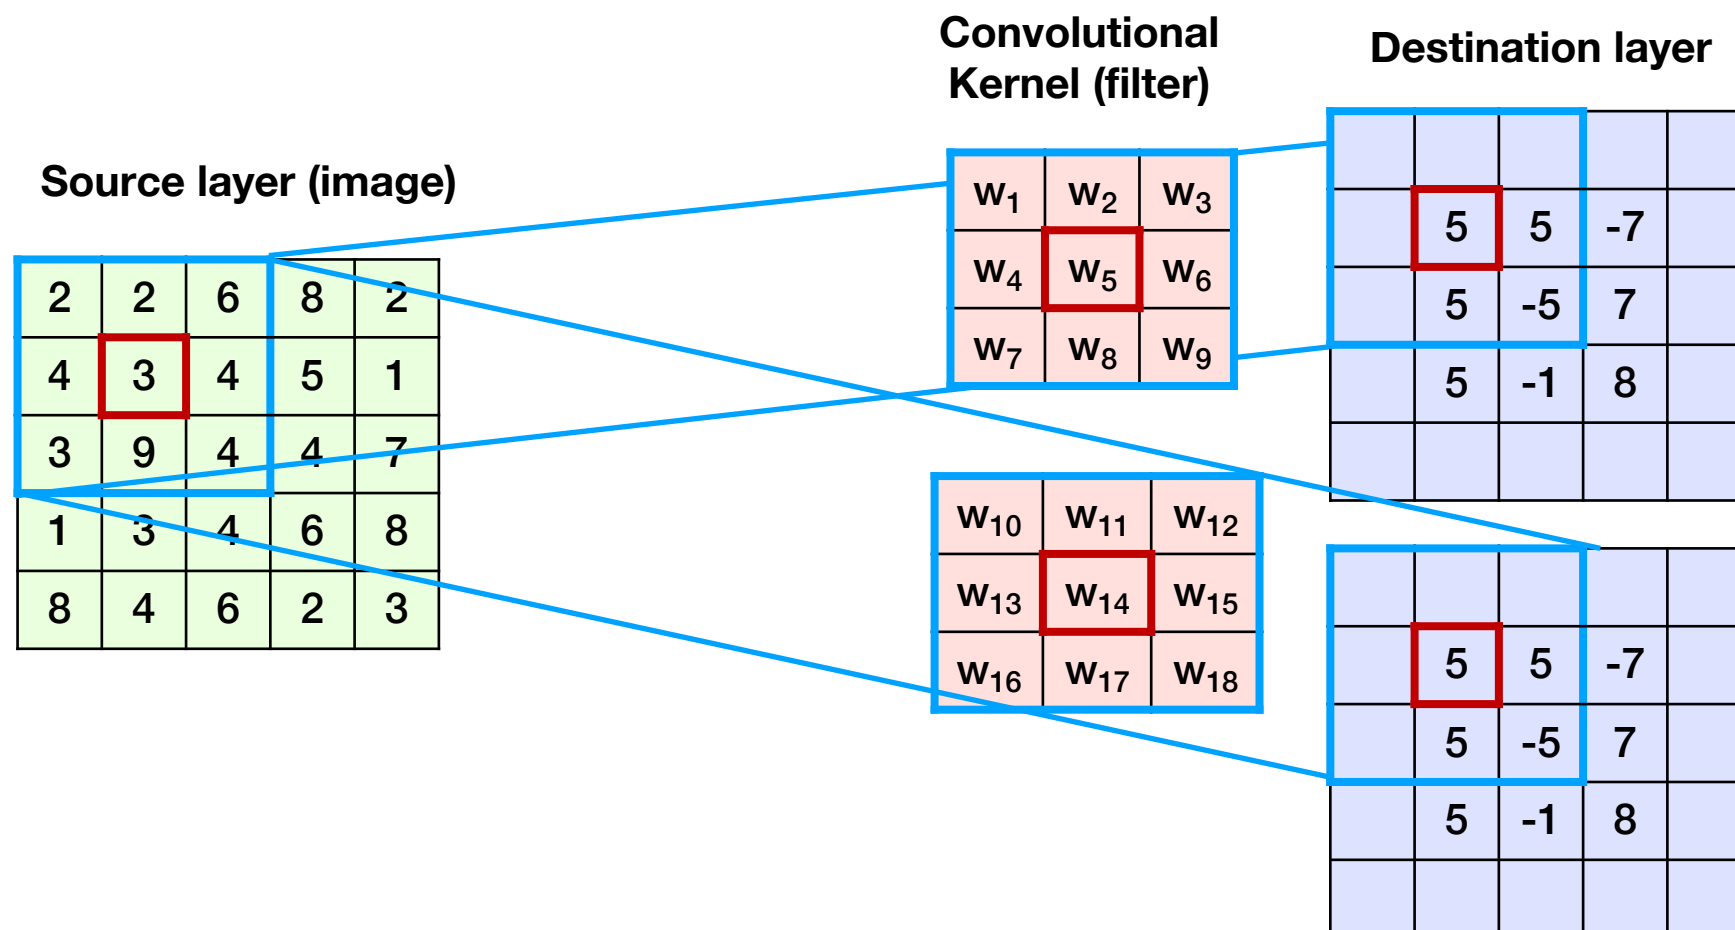 Convolutional
Kernel (filter)
Destination layer
Source layer (image)
2 2 6 8 2
4 3 4 5 1
3 9 4 4 7
1 3 4 6 8
8 4 6 2 3
w₁ w₂ w₃
w₄ w₅ w₆
w₇ w₈ w₉
w₁₀ w₁₁ w₁₂
w₁₃ w₁₄ w₁₅
w₁₆ w₁₇ w₁₈
5 5 -7
5 -5 7
5 -1 8
5 5 -7
5 -5 7
5 -1 8